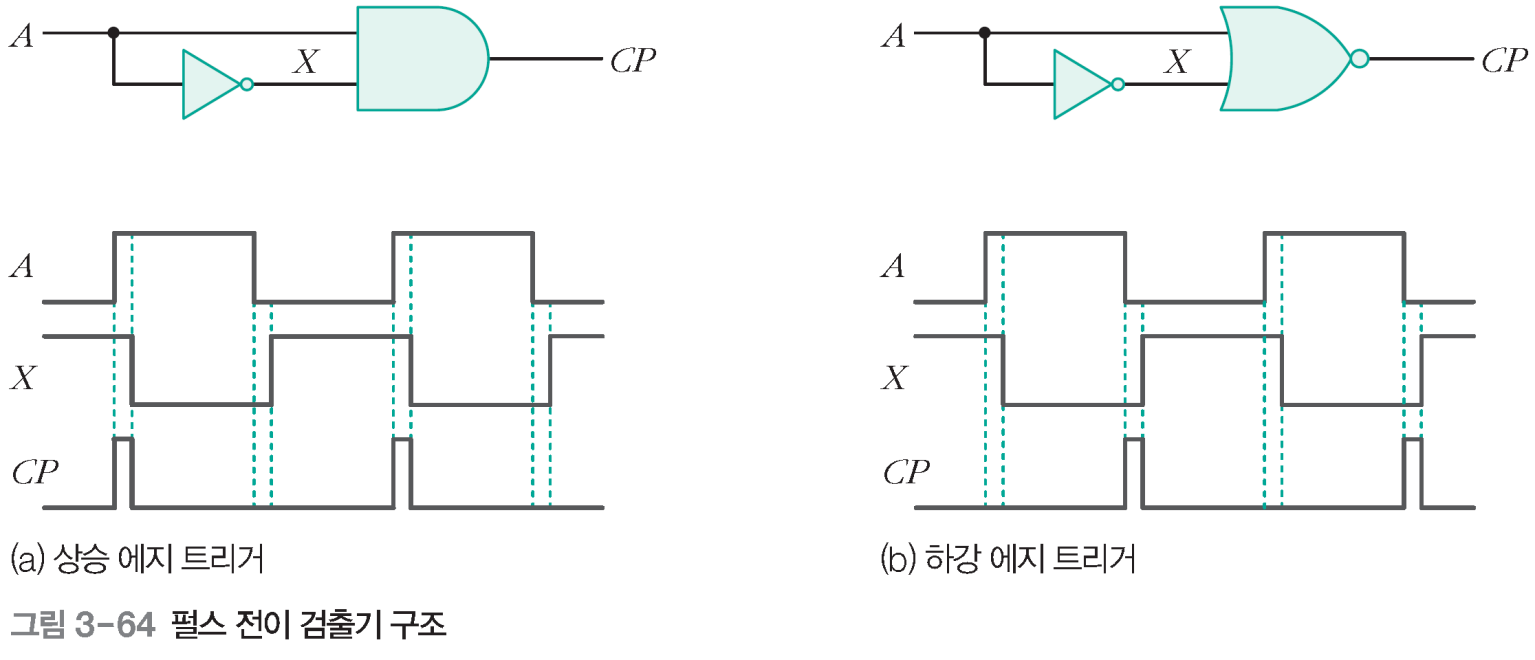 A X CP
A X CP
A
X
CP
A
X
CP
(a) 상승 에지 트리거
(b) 하강 에지 트리거
그림 3-64 펄스 전이 검출기 구조